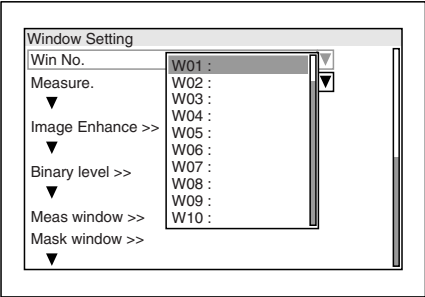 Window Setting
Win No.
W01 :
W02 :
Measure.
W03 :
W04 :
Image Enhance >>
W05 :
W06 :
W07 :
Binary level >>
W08 :
W09 :
Meas window >>
W10 :
Mask window >>